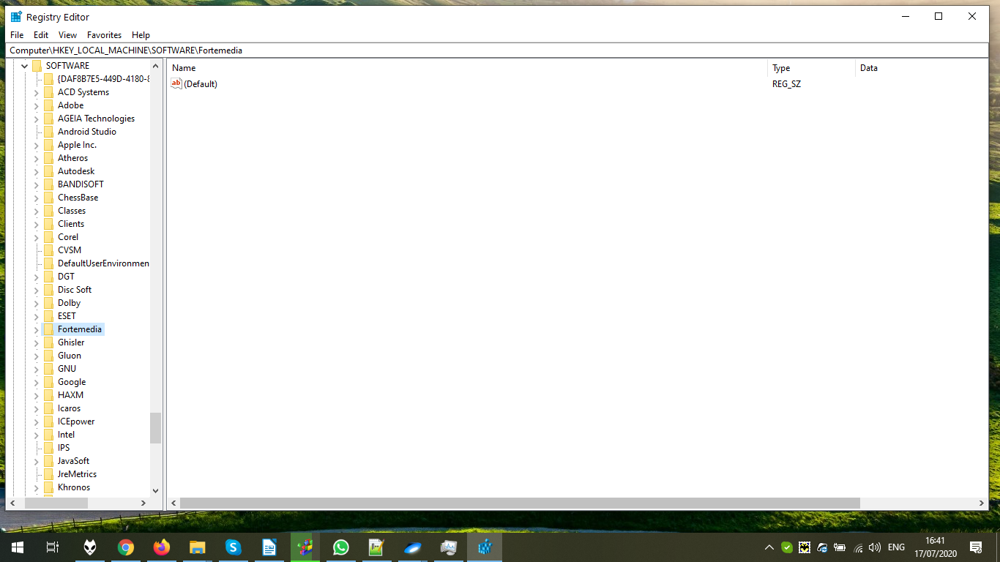 Registry Editor
File Edit View Favorites Help
Computer\HKEY_LOCAL_MACHINE\SOFTWARE\Fortemedia
SOFTWARE
{DAF8B7E5-449D-4180-8
ACD Systems
Adobe
AGEIA Technologies
Android Studio
Apple Inc.
Atheros
Autodesk
BANDISOFT
ChessBase
Classes
Clients
Corel
CVSM
DefaultUserEnvironmen
DGT
Disc Soft
Dolby
ESET
Fortemedia
Ghisler
Gluon
GNU
Google
HAXM
Icaros
ICEpower
Intel
IPS
JavaSoft
JreMetrics
Khronos
Name Type Data
ab (Default) REG_SZ
ENG
16:41
17/07/2020